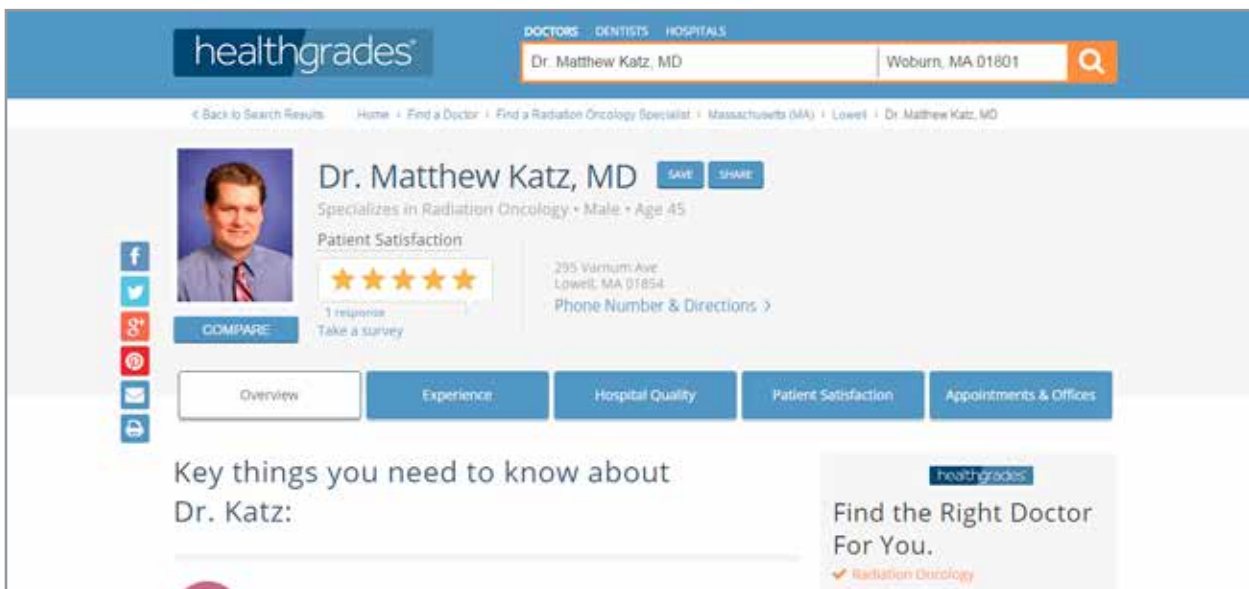 DOCTORS DENTISTS HOSPITALS
healthgrades
Dr. Matthew Katz, MD Woburn, MA 01801
< Back to Search Results Home › Find a Doctor › Find a Radiation Oncology Specialist › Massachusetts (MA) › Lowell › Dr. Matthew Katz, MD
Dr. Matthew Katz, MD SAVE SHARE
Specializes in Radiation Oncology • Male • Age 45
Patient Satisfaction
295 Varnum Ave
Lowell, MA 01854
Phone Number & Directions >
1 response
Take a survey
COMPARE
Overview Experience Hospital Quality Patient Satisfaction Appointments & Offices
Key things you need to know about
Dr. Katz:
healthgrades
Find the Right Doctor
For You.
Radiation Oncology